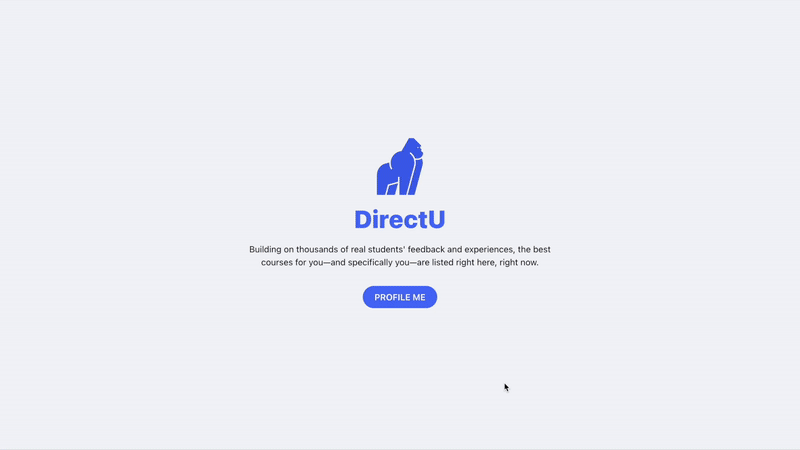 DirectU
Building on thousands of real students' feedback and experiences, the best
courses for you—and specifically you—are listed right here, right now.
PROFILE ME